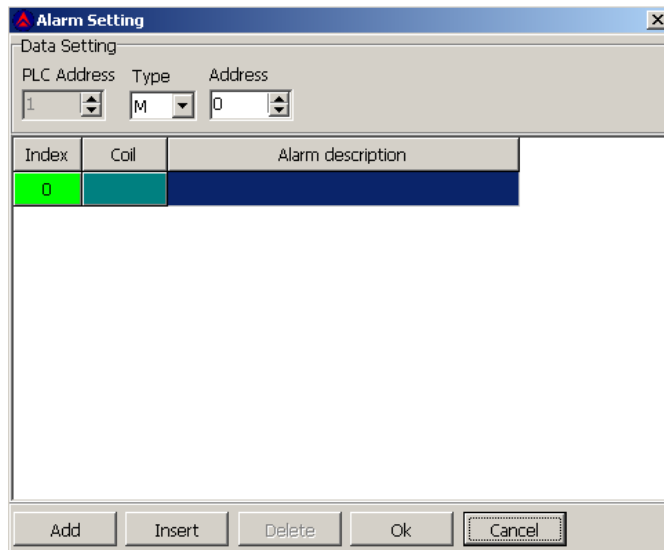 Alarm Setting
Data Setting
PLC Address Type Address
1 M 0
Index Coil Alarm description
0
Add Insert Delete Ok Cancel